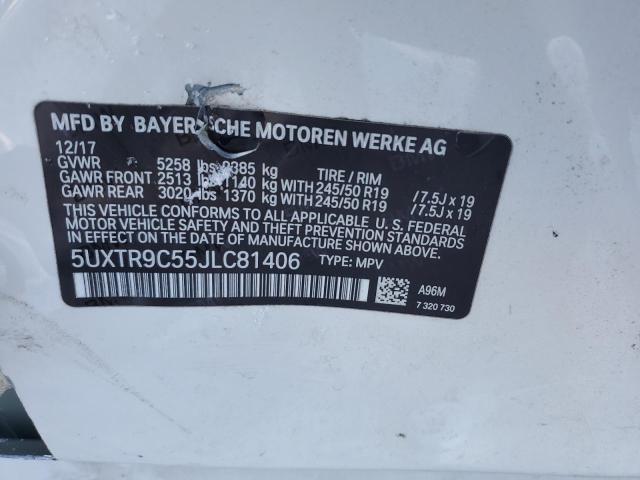 MFD BY BAYERISCHE MOTOREN WERKE AG
12/17
GVWR 5258 lbs 2385 kg TIRE / RIM
GAWR FRONT 2513 lbs 1140 kg WITH 245/50 R19 / 7.5J x 19
GAWR REAR 3020 lbs 1370 kg WITH 245/50 R19 / 7.5J x 19
THIS VEHICLE CONFORMS TO ALL APPLICABLE U. S. FEDERAL
MOTOR VEHICLE SAFETY AND THEFT PREVENTION STANDARDS
IN EFFECT ON THE DATE OF MANUFACTURE SHOWN ABOVE.
5UXTR9C55JLC81406 TYPE: MPV
A96M
7 320 730